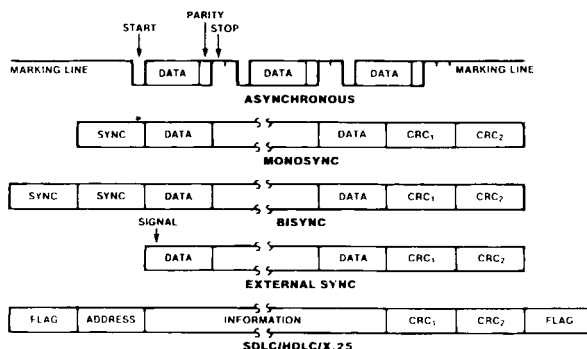 PARITY
START STOP
MARKING LINE DATA DATA DATA MARKING LINE
ASYNCHRONOUS
SYNC DATA DATA CRC₁ CRC₂
MONOSYNC
SYNC SYNC DATA DATA CRC₁ CRC₂
BISYNC
SIGNAL
DATA DATA CRC₁ CRC₂
EXTERNAL SYNC
FLAG ADDRESS INFORMATION CRC₁ CRC₂ FLAG
SDLC/HDLC/X.25